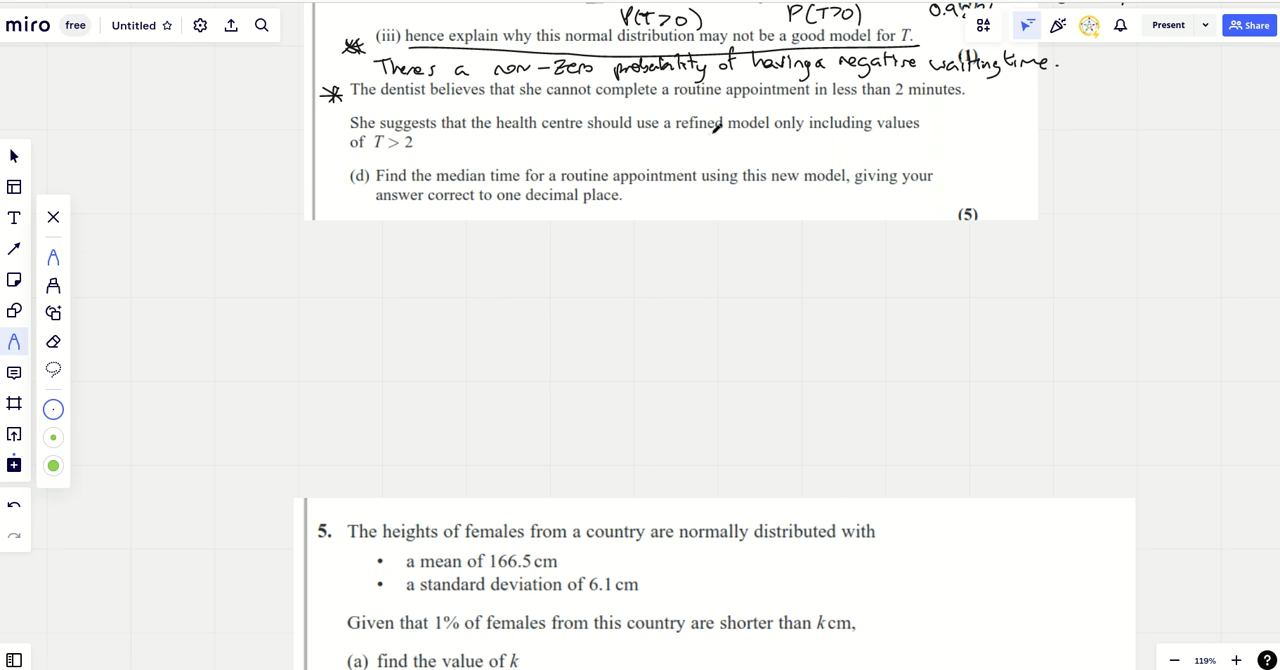 miro free Untitled Present Share
P(T>0) P(T>0)
(iii) hence explain why this normal distribution may not be a good model for T.
(1)
Theres a non-zero probability of having a negative waiting time.
The dentist believes that she cannot complete a routine appointment in less than 2 minutes.
She suggests that the health centre should use a refined model only including values
of T > 2
(d) Find the median time for a routine appointment using this new model, giving your
answer correct to one decimal place.
(5)
5. The heights of females from a country are normally distributed with
• a mean of 166.5 cm
• a standard deviation of 6.1 cm
Given that 1% of females from this country are shorter than k cm,
(a) find the value of k
119%